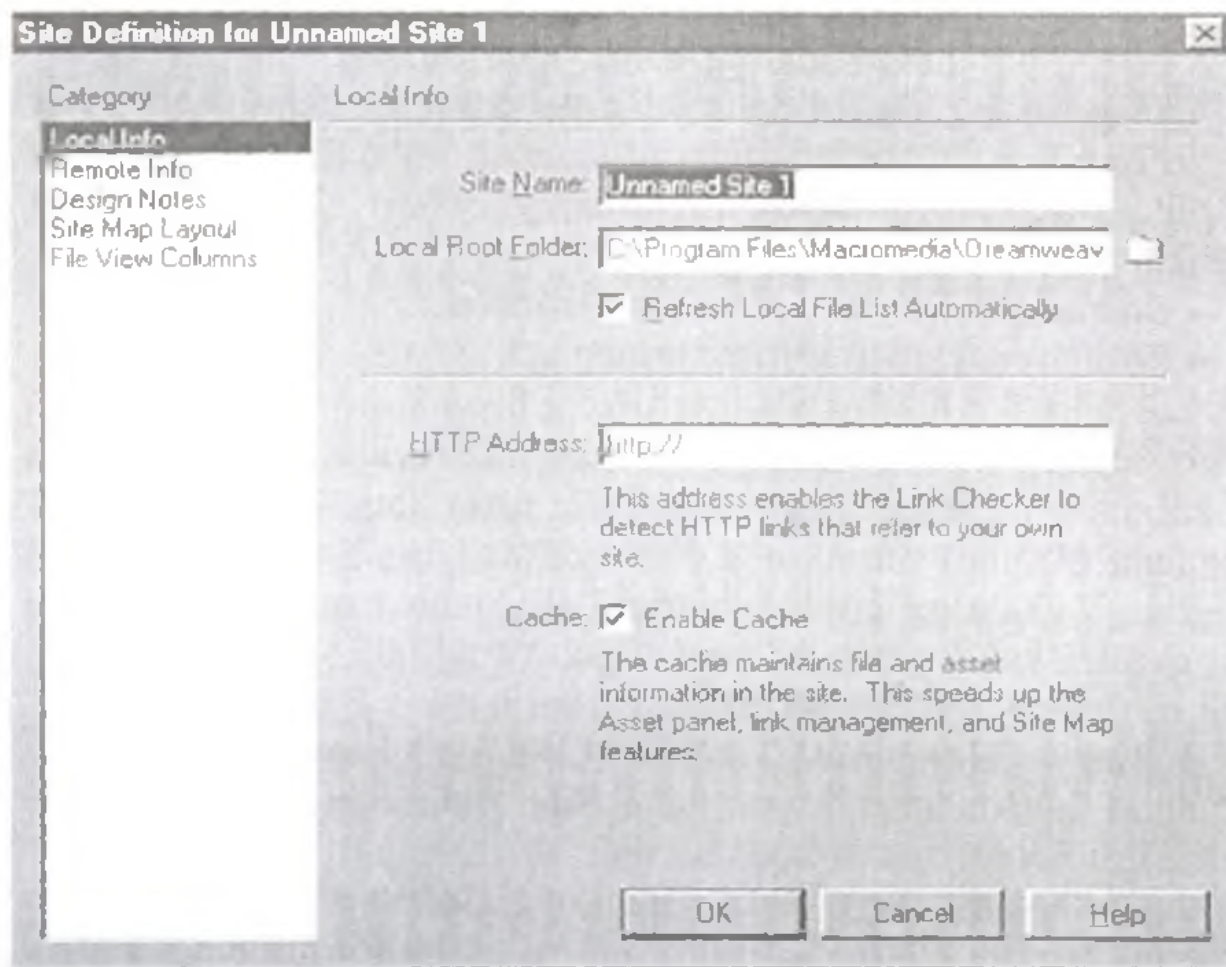 Site Definition for Unnamed Site 1
Category
Local Info
Remote Info
Design Notes
Site Map Layout
File View Columns
Local Info
Site Name: Unnamed Site 1
Local Root Folder: C:\Program Files\Macromedia\Dreamweav
Refresh Local File List Automatically
HTTP Address: http://
This address enables the Link Checker to
detect HTTP links that refer to your own
site.
Cache: Enable Cache
The cache maintains file and asset
information in the site. This speeds up the
Asset panel, link management, and Site Map
features.
OK Cancel Help